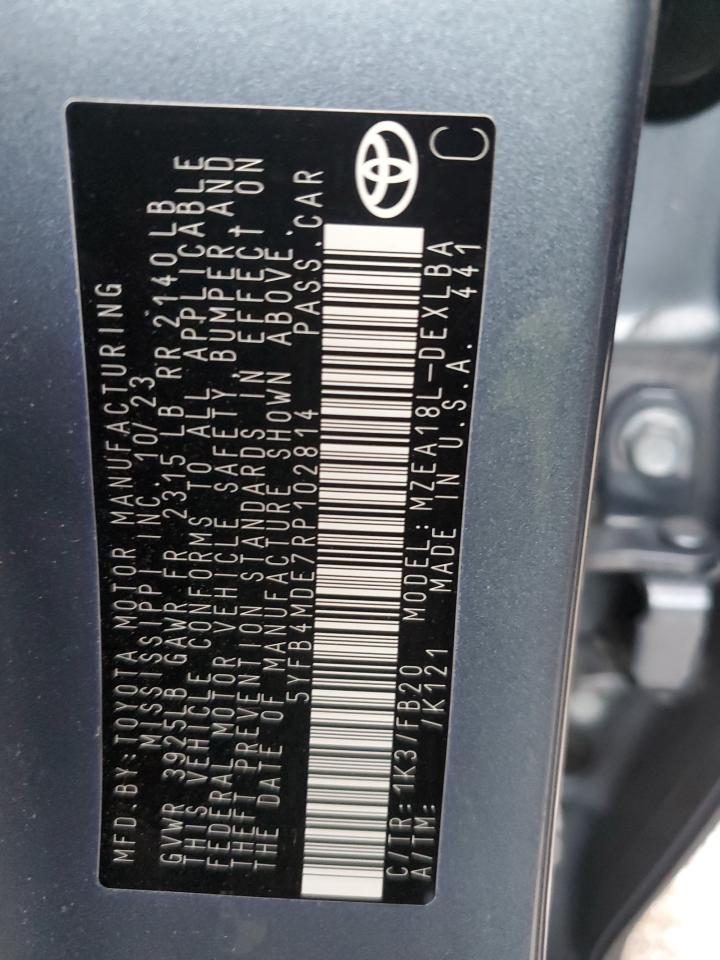 MFD.BY:TOYOTA MOTOR MANUFACTURING
MISSISSIPPI INC.10/23
GVWR 3925LB GAWR FR 2315 LB RR 2140LB
THIS VEHICLE CONFORMS TO ALL APPLICABLE
FEDERAL MOTOR VEHICLE SAFETY, BUMPER AND
THEFT PREVENTION STANDARDS IN EFFECT ON
THE DATE OF MANUFACTURE SHOWN ABOVE.
5YFB4MDE7RP102814 PASS.CAR
C/TR:1K3/FB20 MODEL:MZEA18L-DEXLBA
A/TM: /K121 MADE IN U.S.A. 441
C